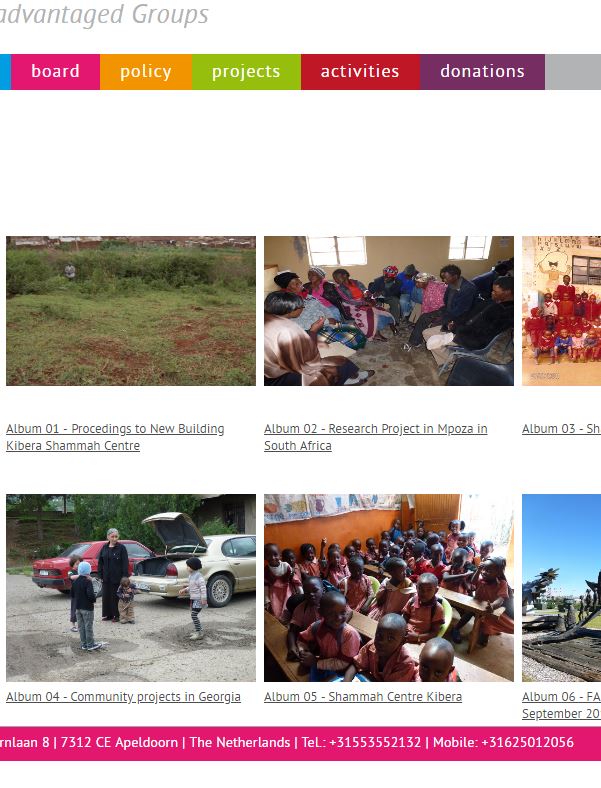 advantaged Groups
board policy projects activities donations
Album 01 - Procedings to New Building
Kibera Shammah Centre
Album 02 - Research Project in Mpoza in
South Africa
Album 03 - Sh
Album 04 - Community projects in Georgia
Album 05 - Shammah Centre Kibera
Album 06 - FA
September 20
rnlaan 8 | 7312 CE Apeldoorn | The Netherlands | Tel.: +31553552132 | Mobile: +31625012056